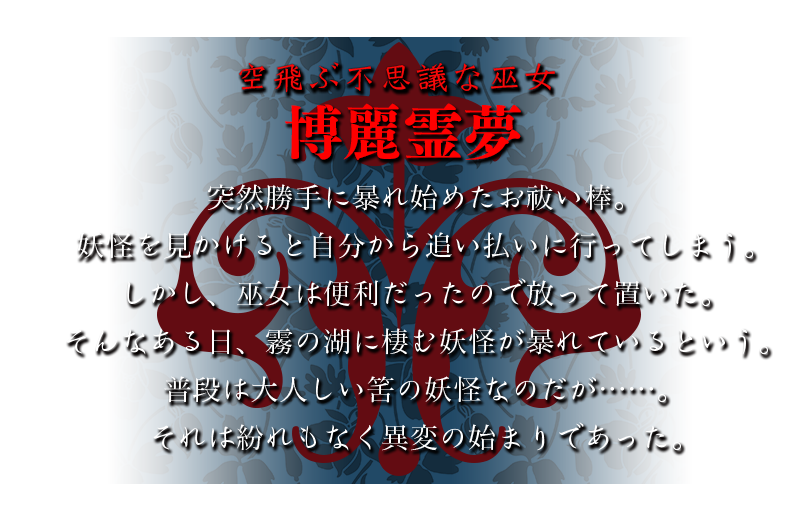 空飛ぶ不思議な巫女
博麗霊夢
突然勝手に暴れ始めたお祓い棒。
妖怪を見かけると自分から追い払いに行ってしまう。
しかし、巫女は便利だったので放って置いた。
そんなある日、霧の湖に棲む妖怪が暴れているという。
普段は大人しい筈の妖怪なのだが……。
それは紛れもなく異変の始まりであった。